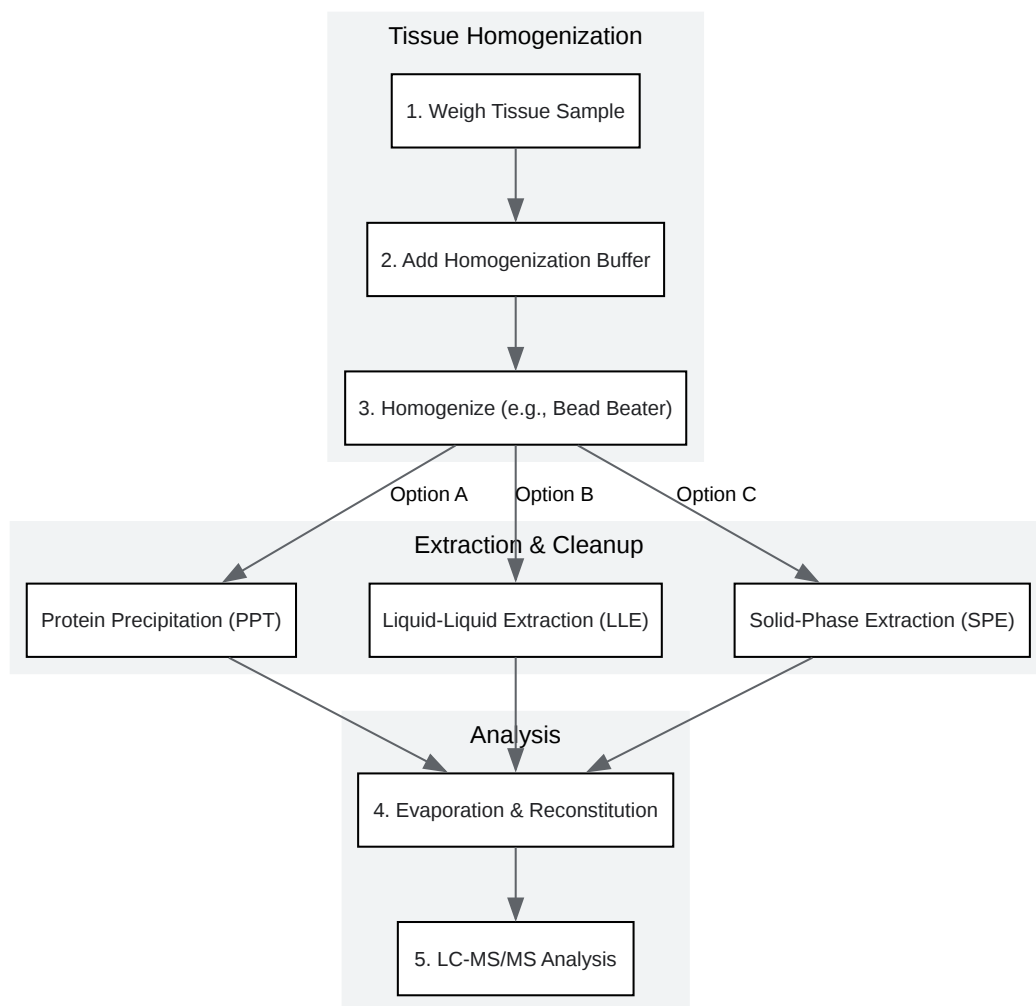 Tissue Homogenization
1. Weigh Tissue Sample
2. Add Homogenization Buffer
3. Homogenize (e.g., Bead Beater)
Option A
Option B
Option C
Extraction & Cleanup
Protein Precipitation (PPT)
Liquid-Liquid Extraction (LLE)
Solid-Phase Extraction (SPE)
Analysis
4. Evaporation & Reconstitution
5. LC-MS/MS Analysis